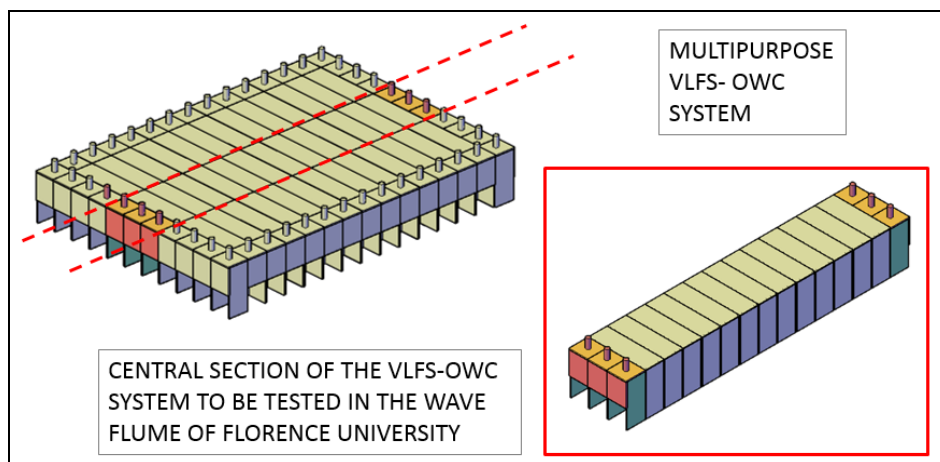 MULTIPURPOSE
VLFS- OWC
SYSTEM
CENTRAL SECTION OF THE VLFS-OWC
SYSTEM TO BE TESTED IN THE WAVE
FLUME OF FLORENCE UNIVERSITY